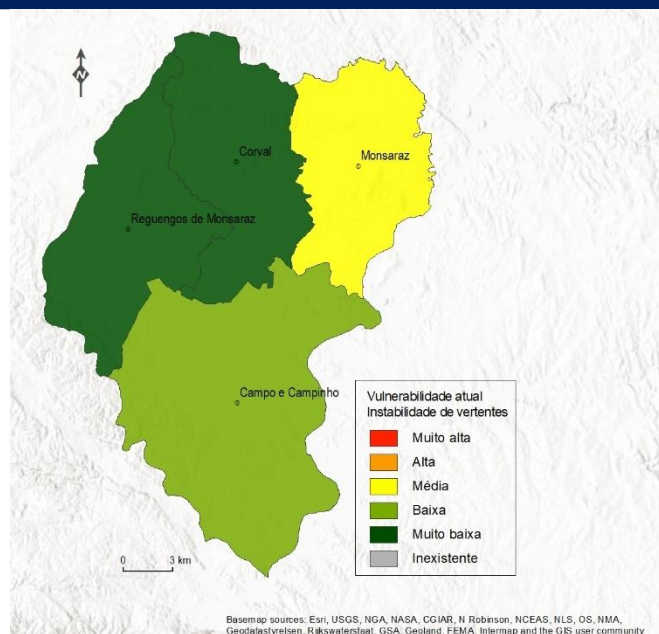 N
Corval
Monsaraz
Reguengos de Monsaraz
Campo e Campinho
Vulnerabilidade atual
Instabilidade de vertentes
Muito alta
Alta
Média
Baixa
Muito baixa
Inexistente
0 3 km
Basemap sources: Esri, USGS, NGA, NASA, CGIAR, N Robinson, NCEAS, NLS, OS, NMA,
Geodatastyrelsen, Rijkswaterstaat, GSA, Geoland, FEMA, Intermap and the GIS user community